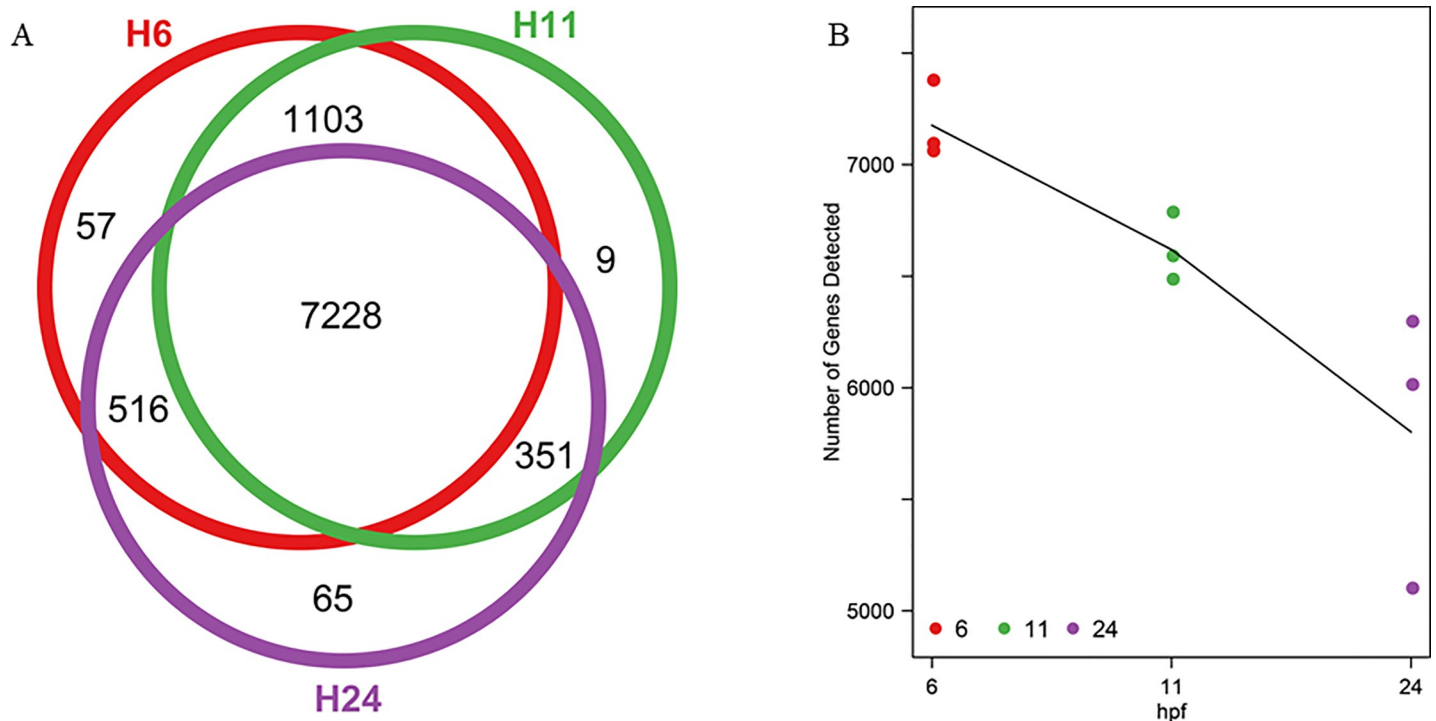 A
H6
H11
1103
57
9
7228
516
351
65
H24
B
Number of Genes Detected
7000
6000
5000
6 11 24
6 11 24
hpf